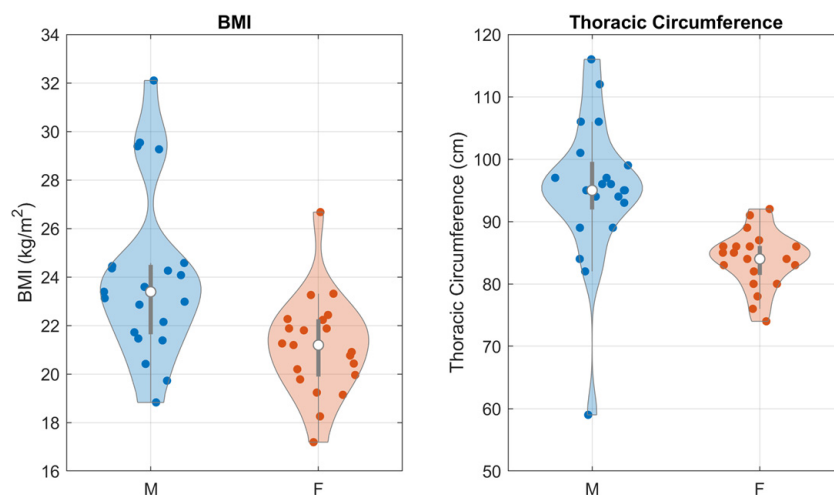 BMI
34
32
30
28
26
24
22
20
18
16
BMI (kg/m²)
M
F
Thoracic Circumference
120
110
100
90
80
70
60
50
Thoracic Circumference (cm)
M
F